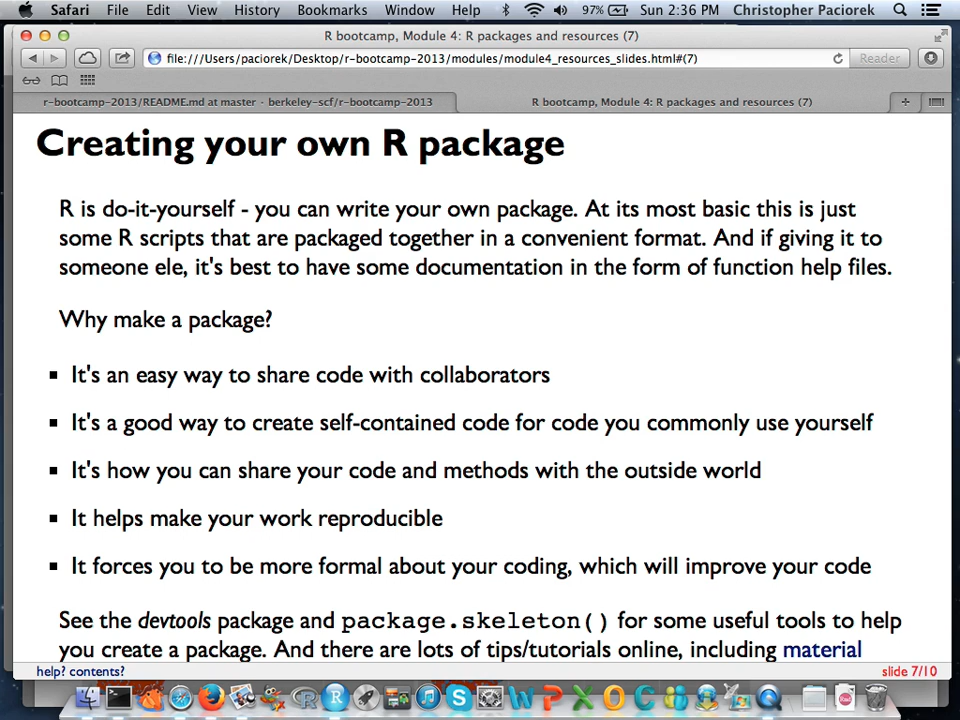 Safari File Edit View History Bookmarks Window Help 97% Sun 2:36 PM Christopher Paciorek
R bootcamp, Module 4: R packages and resources (7)
file:///Users/paciorek/Desktop/r-bootcamp-2013/modules/module4_resources_slides.html#(7) Reader
r-bootcamp-2013/README.md at master · berkeley-scf/r-bootcamp-2013 R bootcamp, Module 4: R packages and resources (7)
Creating your own R package
R is do-it-yourself - you can write your own package. At its most basic this is just
some R scripts that are packaged together in a convenient format. And if giving it to
someone ele, it's best to have some documentation in the form of function help files.
Why make a package?
It's an easy way to share code with collaborators
It's a good way to create self-contained code for code you commonly use yourself
It's how you can share your code and methods with the outside world
It helps make your work reproducible
It forces you to be more formal about your coding, which will improve your code
See the devtools package and package.skeleton() for some useful tools to help
you create a package. And there are lots of tips/tutorials online, including material
help? contents? slide 7/10